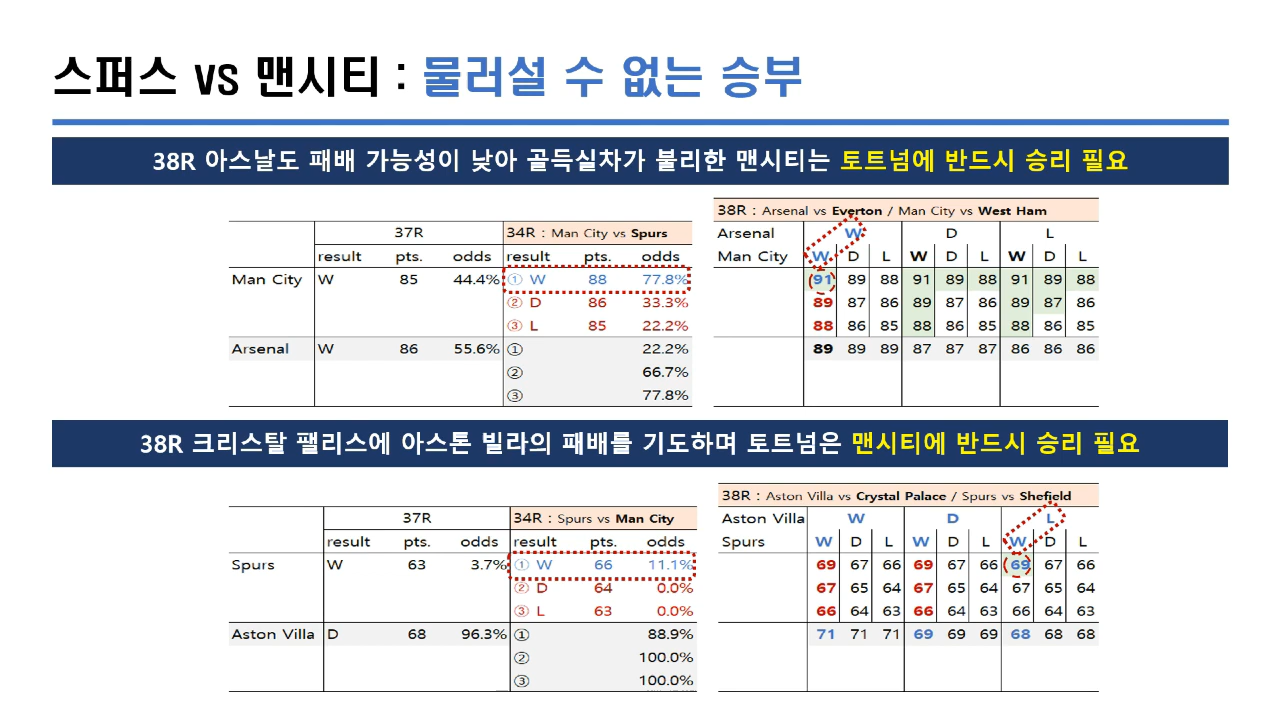 스퍼스 vs 맨시티 : 물러설 수 없는 승부
38R 아스날도 패배 가능성이 낮아 골득실차가 불리한 맨시티는 토트넘에 반드시 승리 필요
37R 34R : Man City vs Spurs
result pts. odds result pts. odds
Man City W 85 44.4% ① W 88 77.8%
② D 86 33.3%
③ L 85 22.2%
Arsenal W 86 55.6% ① 22.2%
② 66.7%
③ 77.8%
38R : Arsenal vs Everton / Man City vs West Ham
Arsenal W D L
Man City W D L W D L W D L
91 89 88 91 89 88 91 89 88
89 87 86 89 87 86 89 87 86
88 86 85 88 86 85 88 86 85
89 89 89 87 87 87 86 86 86
38R 크리스탈 팰리스에 아스톤 빌라의 패배를 기도하며 토트넘은 맨시티에 반드시 승리 필요
37R 34R : Spurs vs Man City
result pts. odds result pts. odds
Spurs W 63 3.7% ① W 66 11.1%
② D 64 0.0%
③ L 63 0.0%
Aston Villa D 68 96.3% ① 88.9%
② 100.0%
③ 100.0%
38R : Aston Villa vs Crystal Palace / Spurs vs Shefield
Aston Villa W D L
Spurs W D L W D L W D L
69 67 66 69 67 66 69 67 66
67 65 64 67 65 64 67 65 64
66 64 63 66 64 63 66 64 63
71 71 71 69 69 69 68 68 68